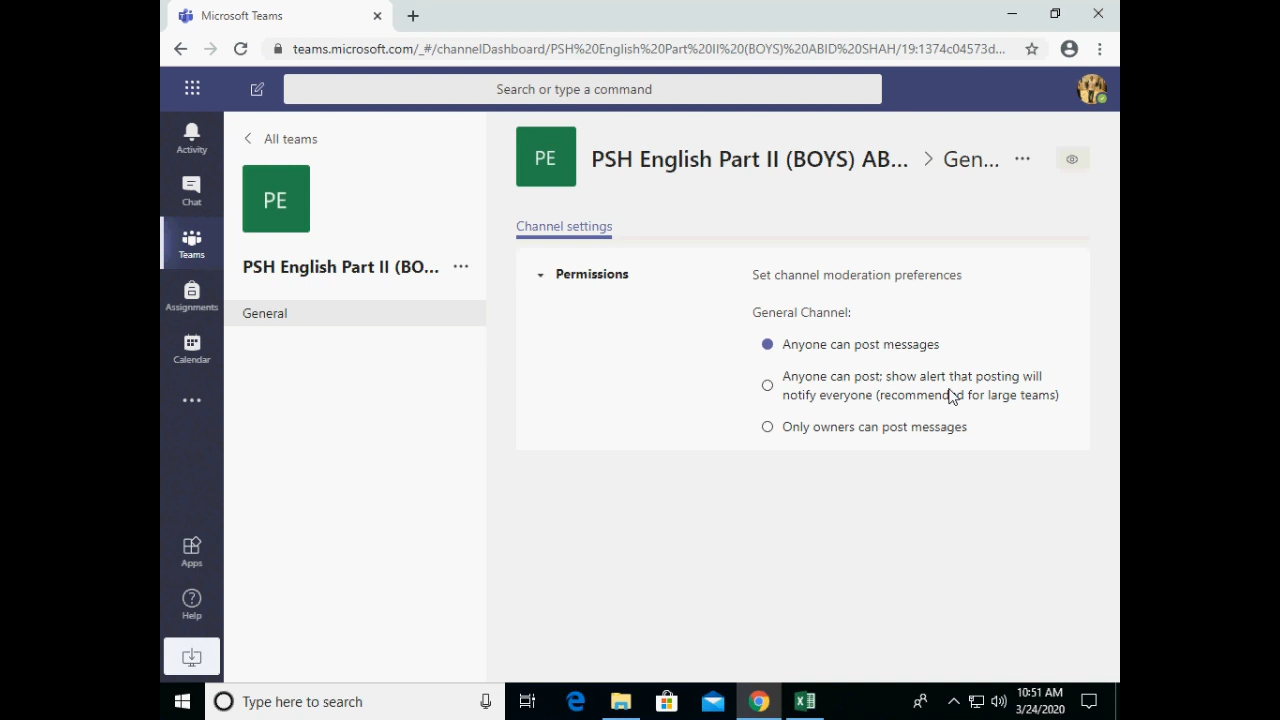 Microsoft Teams
teams.microsoft.com/_#/channelDashboard/PSH%20English%20Part%20II%20(BOYS)%20ABID%20SHAH/19:1374c04573d...
Search or type a command
Activity
Chat
Teams
Assignments
Calendar
Apps
Help
All teams
PE
PSH English Part II (BO...
General
PE
PSH English Part II (BOYS) AB... > Gen...
Channel settings
Permissions
Set channel moderation preferences
General Channel:
Anyone can post messages
Anyone can post; show alert that posting will
notify everyone (recommended for large teams)
Only owners can post messages
Type here to search
10:51 AM
3/24/2020